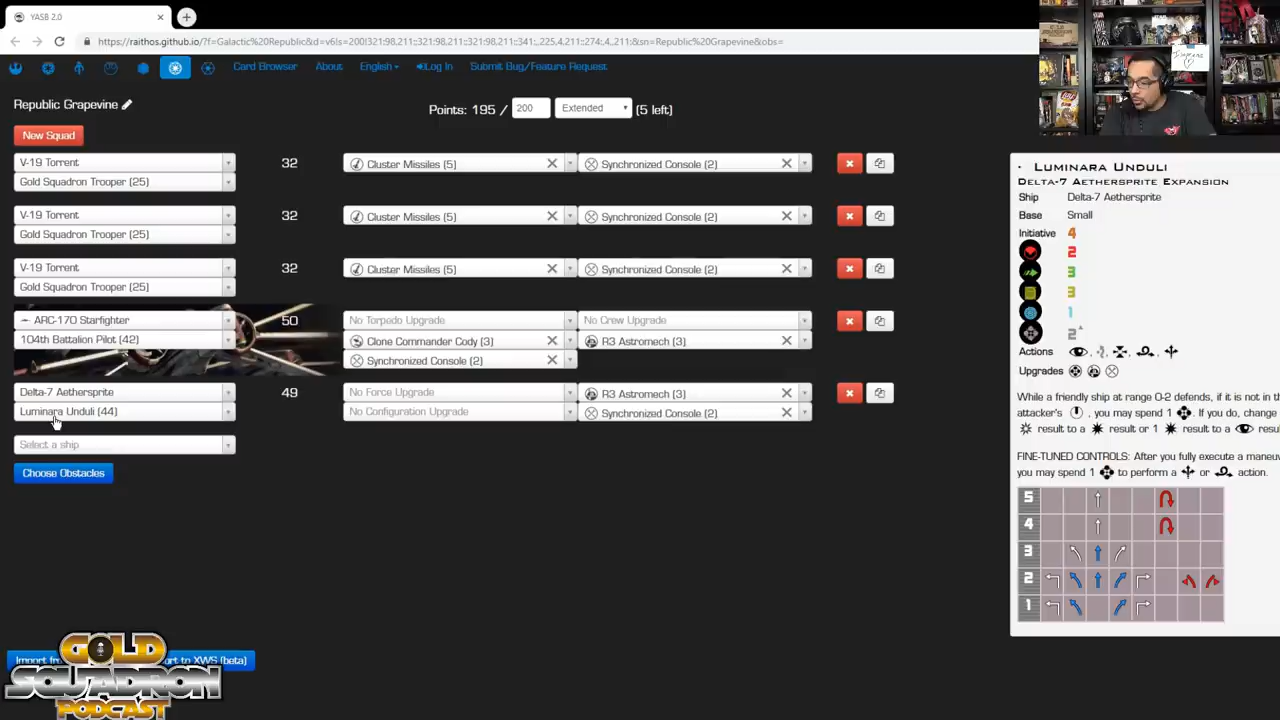 YASB 2.0
https://raithos.github.io/?f=Galactic%20Republic&d=v6ls=200!321:98,211:;321:98,211:;321:98,211:;341:,,225,4,211:;274:,4,,211:;&sn=Republic%20Grapevine&obs=
Card Browser About English Log In Submit Bug/Feature Request
Republic Grapevine
Points: 195 / 200 Extended (5 left)
New Squad
V-19 Torrent 32 Cluster Missiles (5) Synchronized Console (2)
Gold Squadron Trooper (25)
V-19 Torrent 32 Cluster Missiles (5) Synchronized Console (2)
Gold Squadron Trooper (25)
V-19 Torrent 32 Cluster Missiles (5) Synchronized Console (2)
Gold Squadron Trooper (25)
ARC-170 Starfighter 50 No Torpedo Upgrade No Crew Upgrade
104th Battalion Pilot (42) Clone Commander Cody (3) R3 Astromech (3)
Synchronized Console (2)
Delta-7 Aethersprite 49 No Force Upgrade R3 Astromech (3)
Luminara Unduli (44) No Configuration Upgrade Synchronized Console (2)
Select a ship
Choose Obstacles
· Luminara Unduli
Delta-7 Aethersprite Expansion
Ship Delta-7 Aethersprite
Base Small
Initiative 4
2
3
3
1
2
Actions
Upgrades
While a friendly ship at range 0-2 defends, if it is not in th
attacker's , you may spend 1 . If you do, change
result to a result or 1 result to a resu
FINE-TUNED CONTROLS: After you fully execute a maneu
you may spend 1 to perform a or action.
5
4
3
2
1
Import fro ort to XWS (beta)
GOLD
SQUADRON
PODCAST